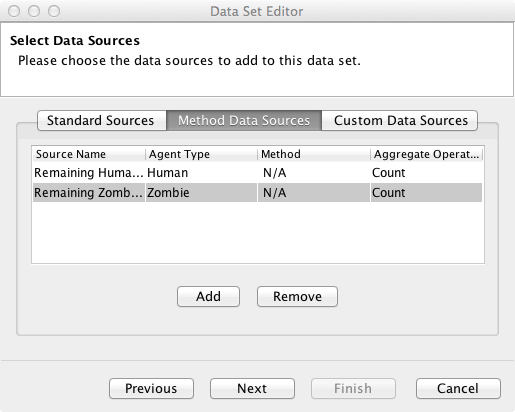 Data Set Editor
Select Data Sources
Please choose the data sources to add to this data set.
Standard Sources Method Data Sources Custom Data Sources
Source Name Agent Type Method Aggregate Operat...
Remaining Huma... Human N/A Count
Remaining Zomb... Zombie N/A Count
Add Remove
Previous Next Finish Cancel